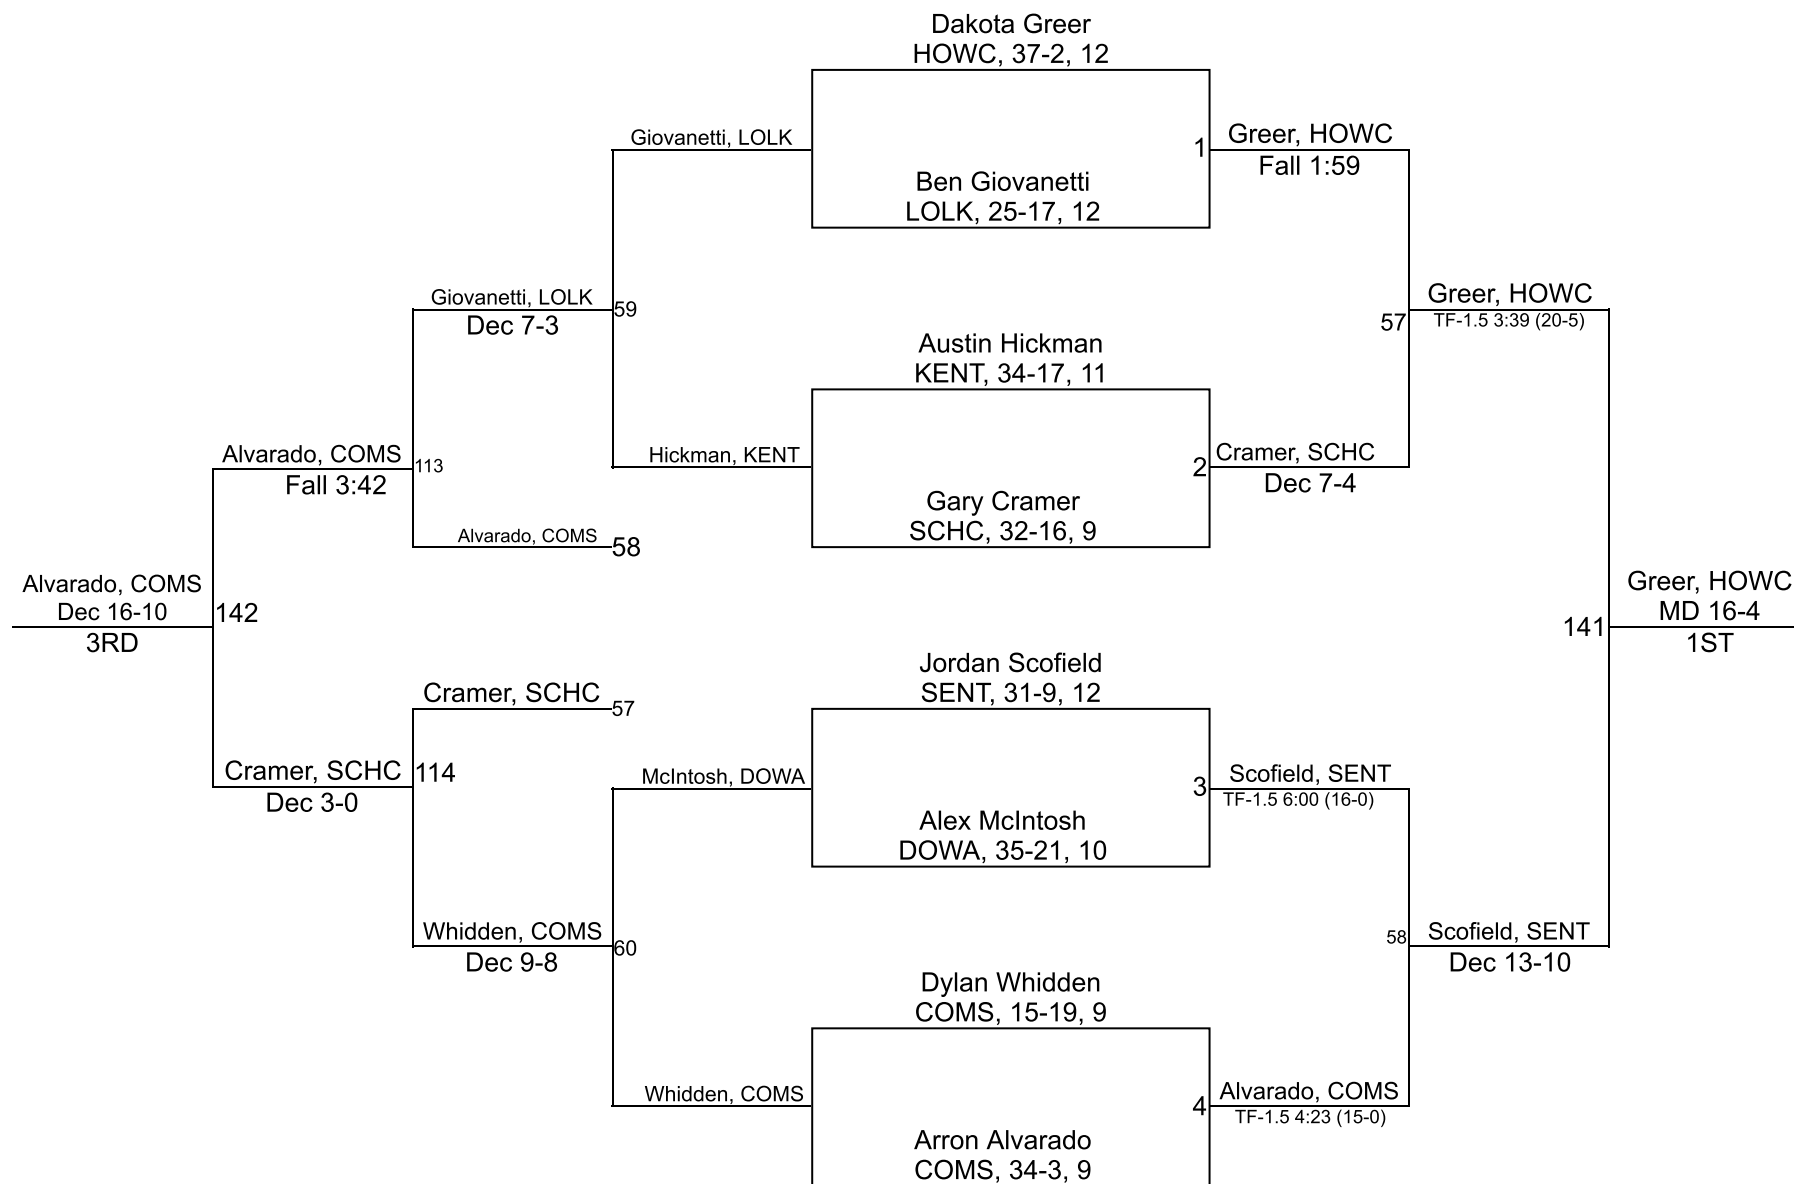 Dakota Greer
HOWC, 37-2, 12
Giovanetti, LOLK
1
Greer, HOWC
Fall 1:59
Ben Giovanetti
LOLK, 25-17, 12
Giovanetti, LOLK
Dec 7-3
59
Greer, HOWC
TF-1.5 3:39 (20-5)
57
Austin Hickman
KENT, 34-17, 11
Alvarado, COMS
Fall 3:42
113
Hickman, KENT
2
Cramer, SCHC
Dec 7-4
Gary Cramer
SCHC, 32-16, 9
Alvarado, COMS
58
Alvarado, COMS
Dec 16-10
3RD
142
141
Greer, HOWC
MD 16-4
1ST
Jordan Scofield
SENT, 31-9, 12
Cramer, SCHC
57
Cramer, SCHC
Dec 3-0
114
McIntosh, DOWA
3
Scofield, SENT
TF-1.5 6:00 (16-0)
Alex McIntosh
DOWA, 35-21, 10
Whidden, COMS
Dec 9-8
60
58
Scofield, SENT
Dec 13-10
Dylan Whidden
COMS, 15-19, 9
Whidden, COMS
4
Alvarado, COMS
TF-1.5 4:23 (15-0)
Arron Alvarado
COMS, 34-3, 9